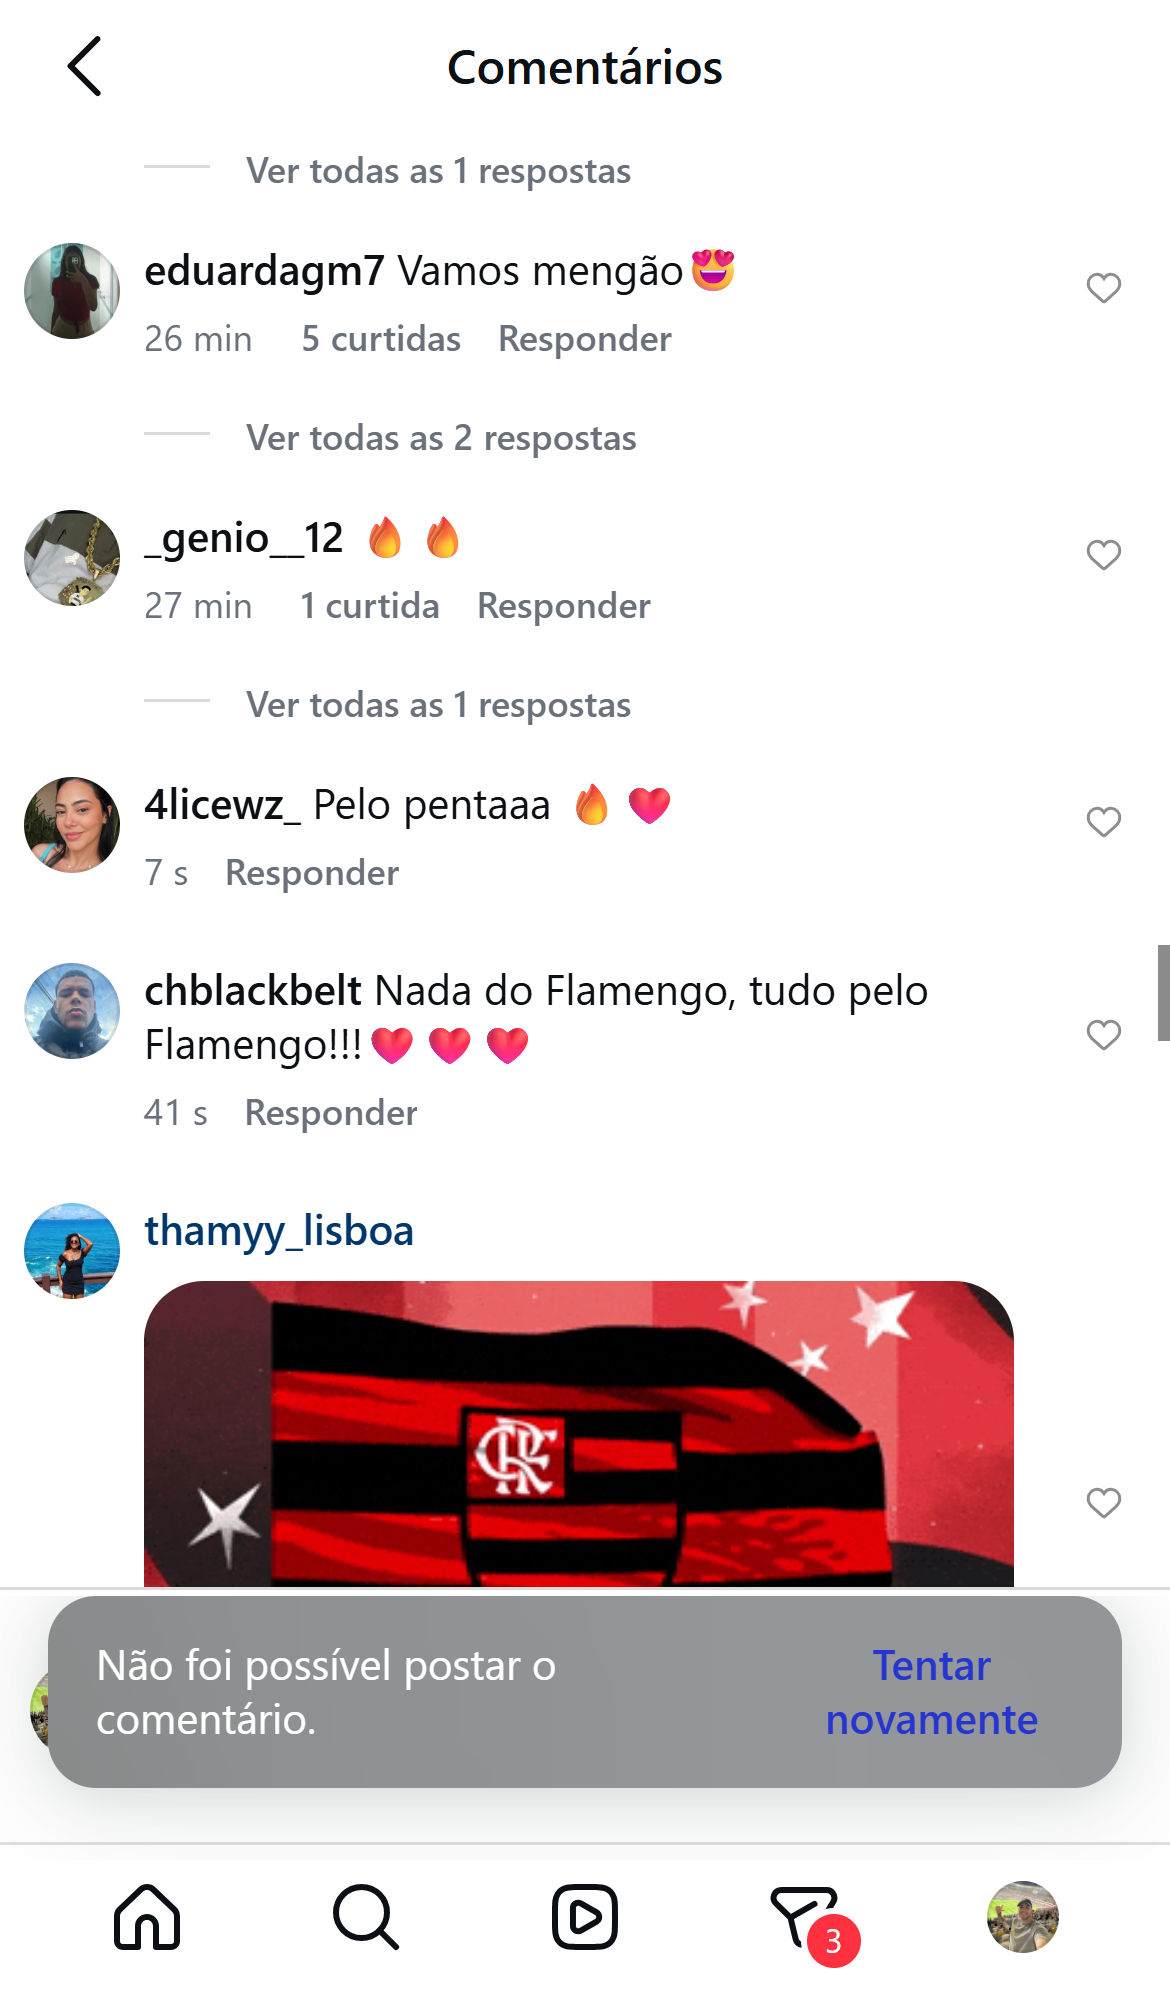 Comentários
Ver todas as 1 respostas
eduardagm7 Vamos mengão😍
26 min 5 curtidas Responder
Ver todas as 2 respostas
_genio__12 🔥 🔥
27 min 1 curtida Responder
Ver todas as 1 respostas
4licewz_ Pelo pentaaa 🔥 ❤️
7 s Responder
chblackbelt Nada do Flamengo, tudo pelo
Flamengo!!!❤️ ❤️ ❤️
41 s Responder
thamyy_lisboa
CRF
Não foi possível postar o
comentário.
Tentar
novamente
3